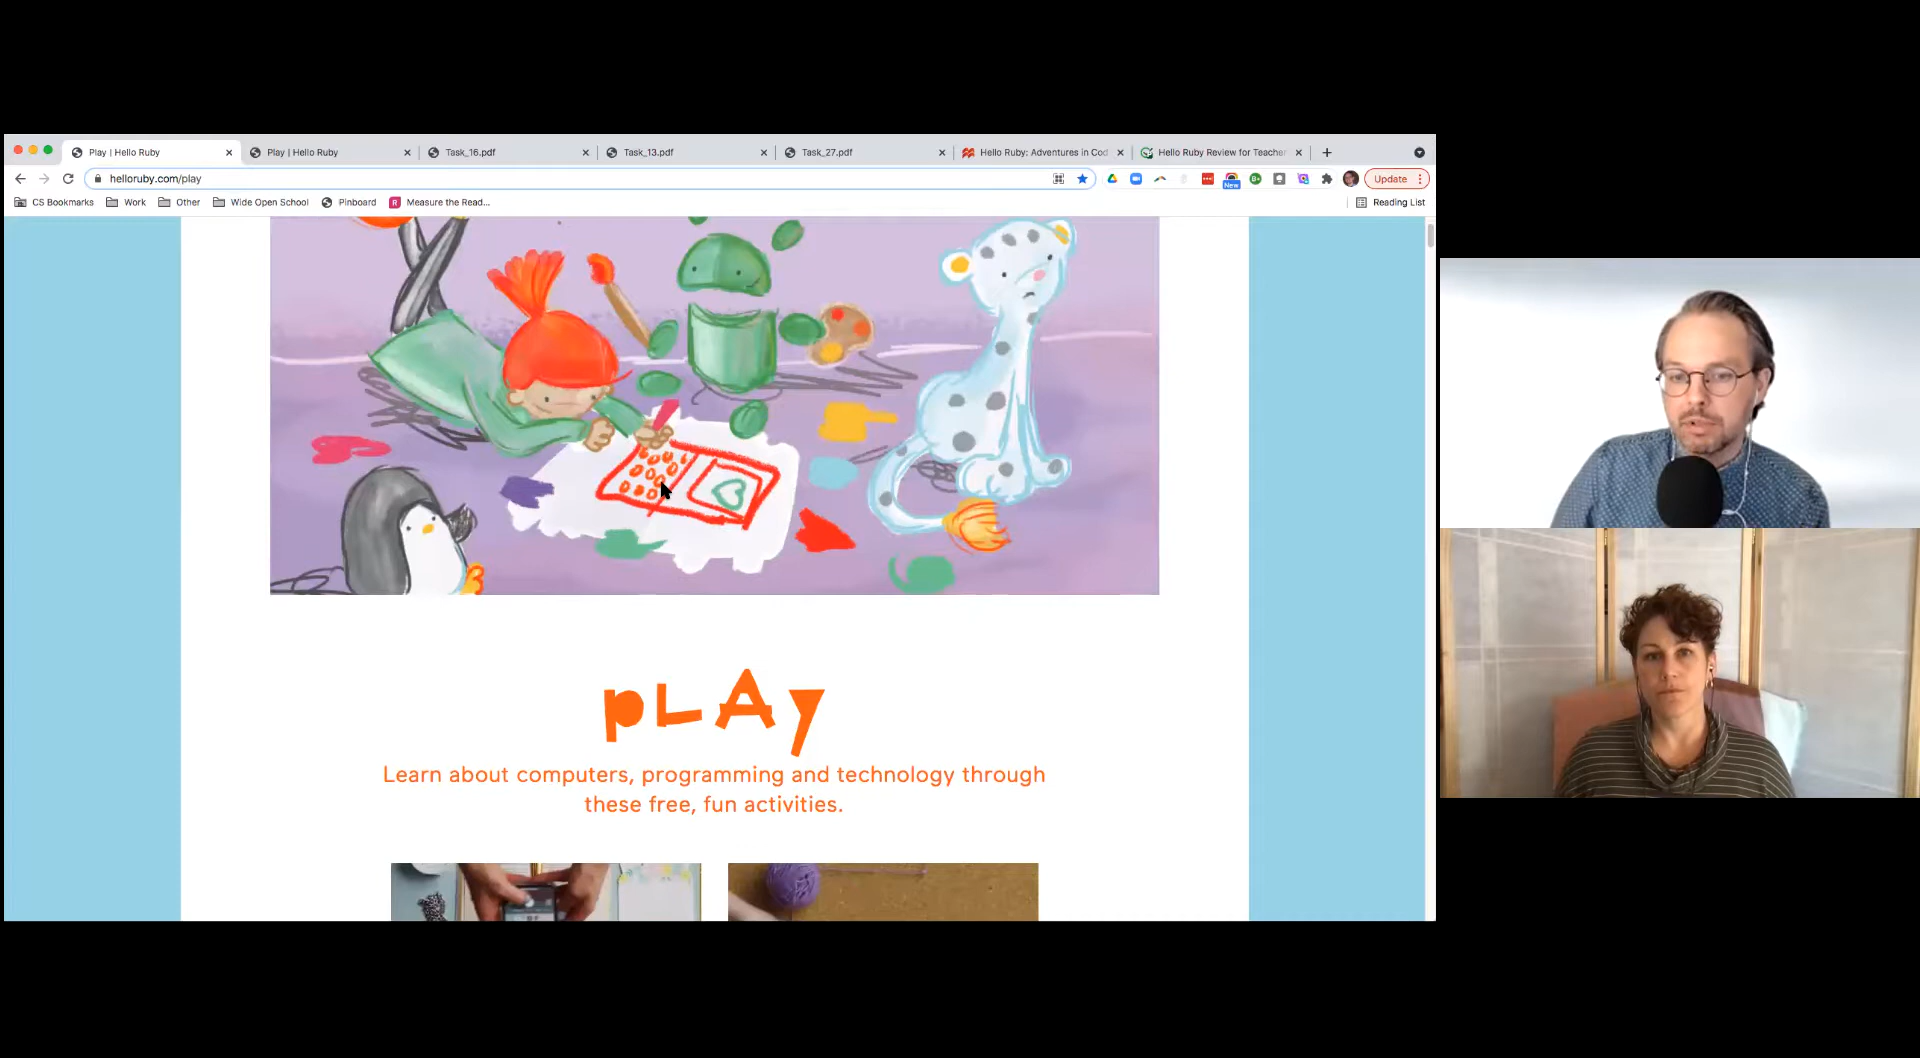 Play | Hello Ruby
Play | Hello Ruby
Task_16.pdf
Task_13.pdf
Task_27.pdf
Hello Ruby: Adventures in Cod
Hello Ruby Review for Teacher
helloruby.com/play
New
Update
CS Bookmarks
Work
Other
Wide Open School
Pinboard
Measure the Read...
Reading List
pLAy
Learn about computers, programming and technology through
these free, fun activities.